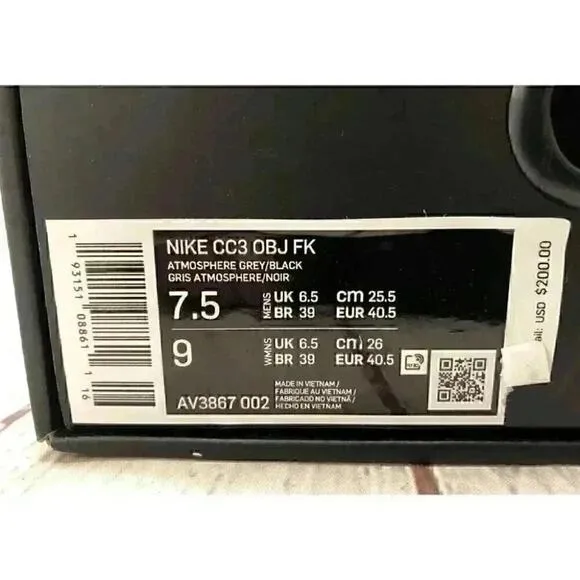 NIKE CC3 OBJ FK
ATMOSPHERE GREY/BLACK
GRIS ATMOSPHERE/NOIR
7.5 MENS UK 6.5 cm 25.5
BR 39 EUR 40.5
9 WMNS UK 6.5 cm 26
BR 39 EUR 40.5
MADE IN VIETNAM /
FABRIQUE AU VIETNAM /
FABRICADO NO VIETNÃ /
HECHO EN VIETNAM
AV3867 002
1 93151 08861 1 16
ail: USD $200.00